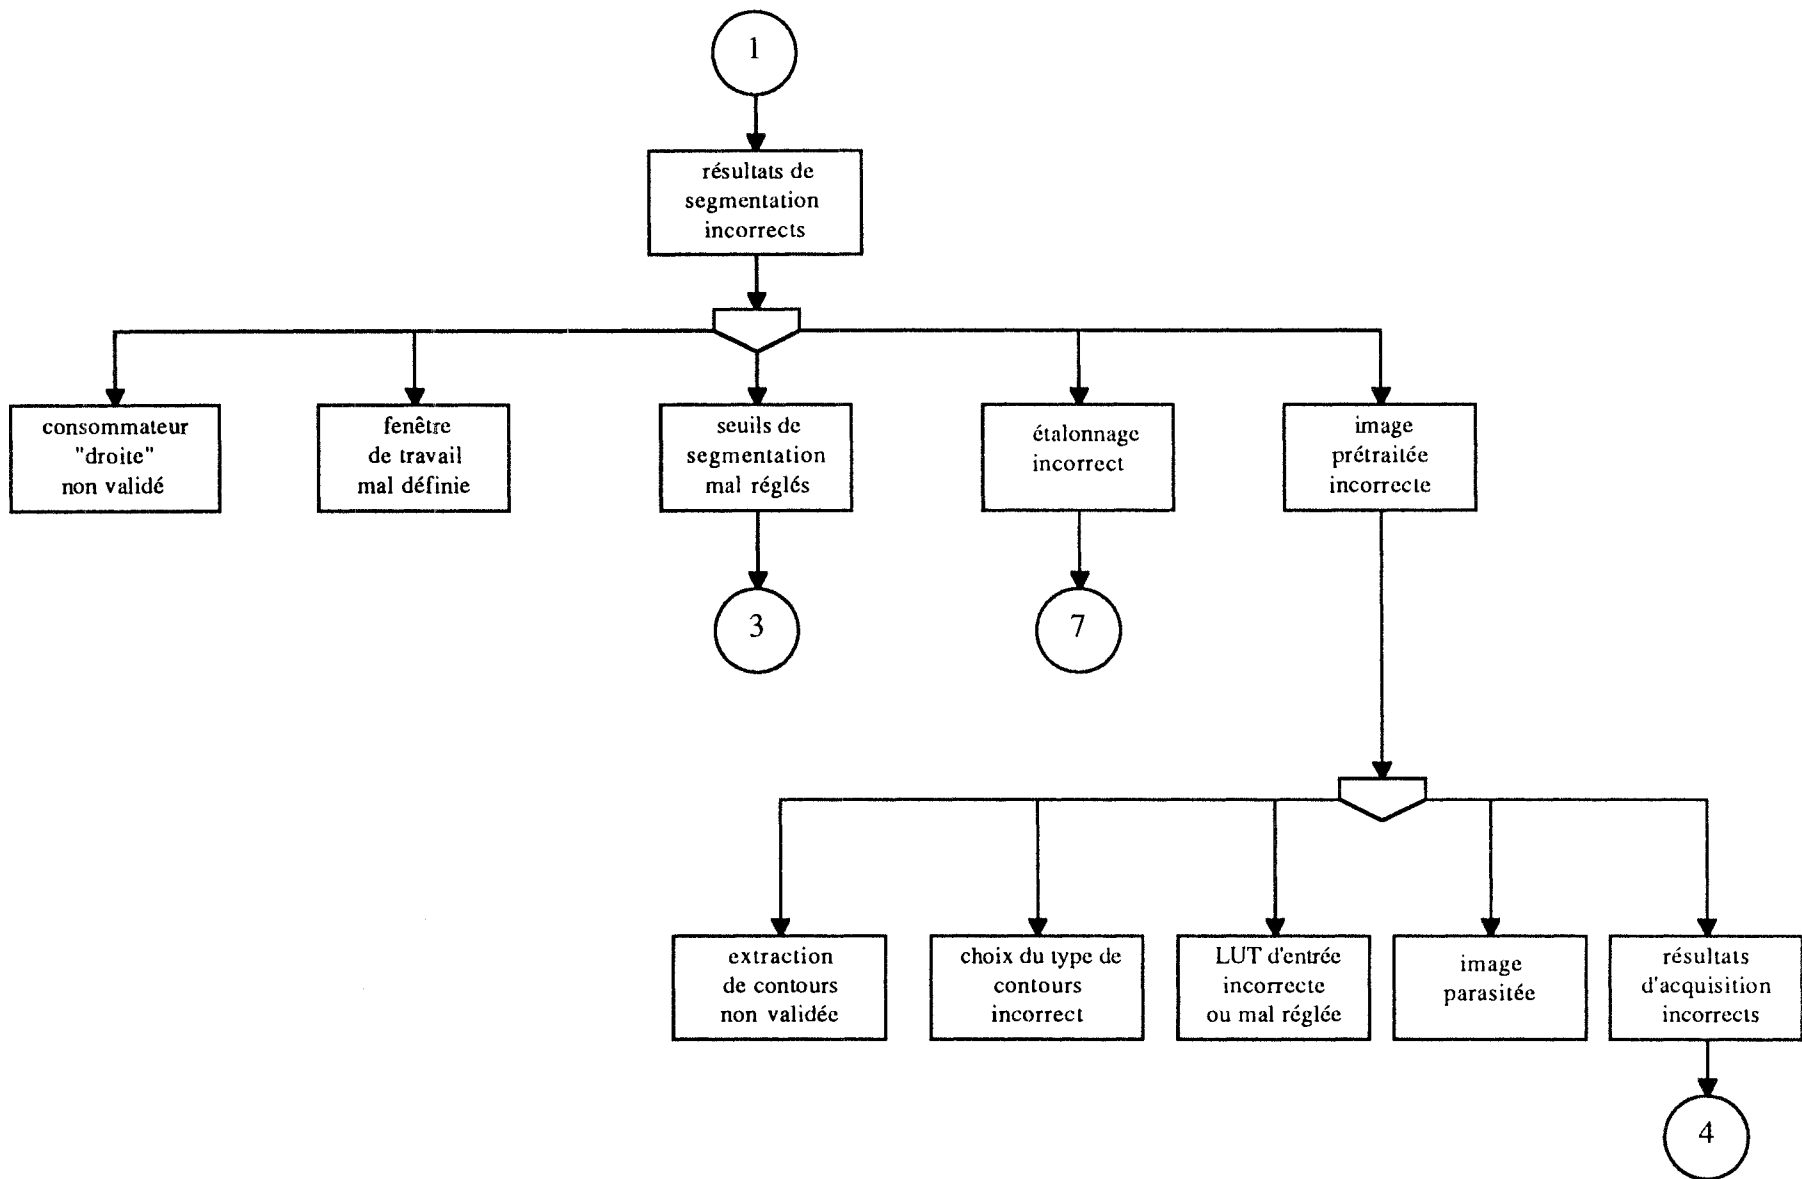 1
résultats de
segmentation
incorrects
consommateur
"droite"
non validé
fenêtre
de travail
mal définie
seuils de
segmentation
mal réglés
étalonnage
incorrect
image
prétraitée
incorrecte
3
7
extraction
de contours
non validée
choix du type de
contours
incorrect
LUT d'entrée
incorrecte
ou mal réglée
image
parasitée
résultats
d'acquisition
incorrects
4